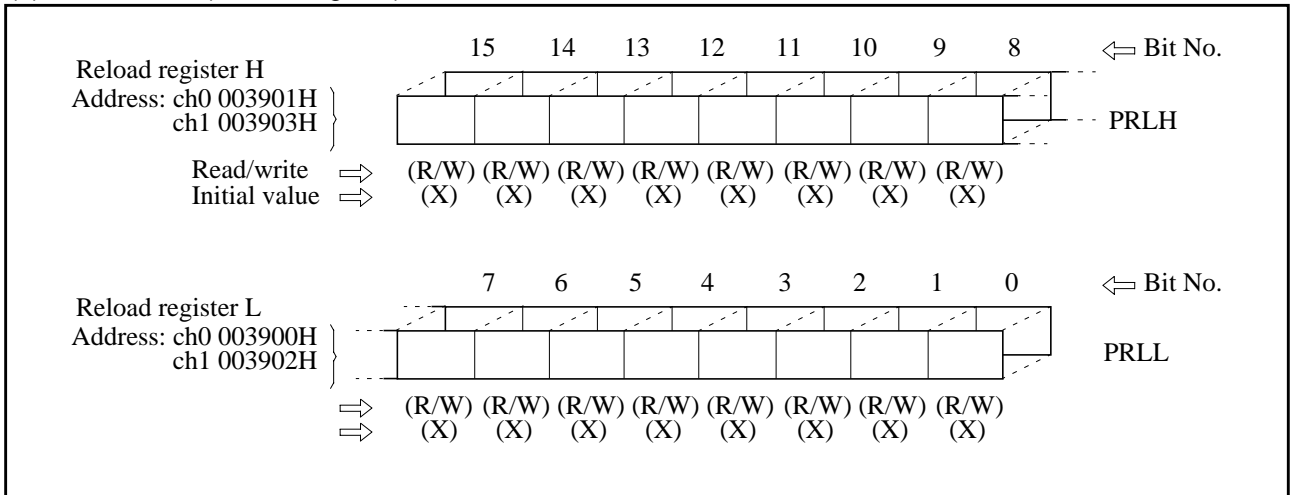 15 14 13 12 11 10 9 8 ⇐ Bit No.
Reload register H
Address: ch0 003901H
ch1 003903H
PRLH
Read/write ⇒ (R/W) (R/W) (R/W) (R/W) (R/W) (R/W) (R/W) (R/W)
Initial value ⇒ (X) (X) (X) (X) (X) (X) (X) (X)
7 6 5 4 3 2 1 0 ⇐ Bit No.
Reload register L
Address: ch0 003900H
ch1 003902H
PRLL
⇒ (R/W) (R/W) (R/W) (R/W) (R/W) (R/W) (R/W) (R/W)
⇒ (X) (X) (X) (X) (X) (X) (X) (X)